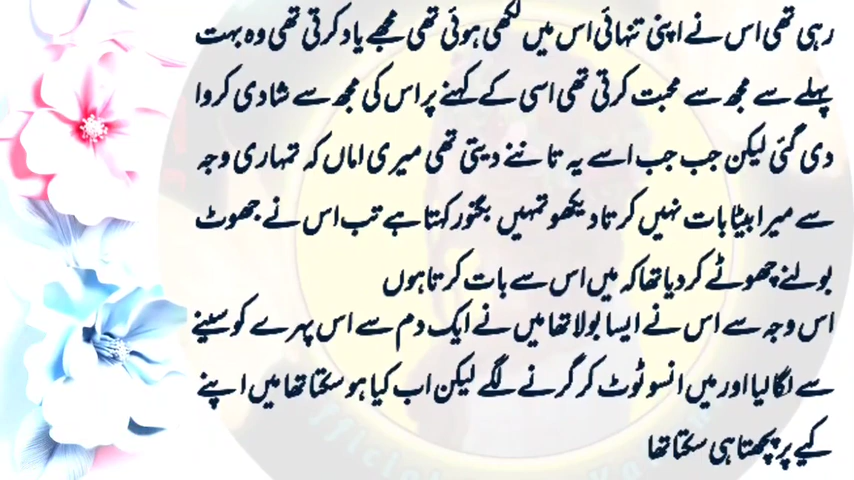 رہی تھی اس نے اپنی تنہائی اس میں لکھی ہوئی تھی مجھے یاد کرتی تھی وہ بہت
پہلے سے مجھ سے محبت کرتی تھی اسی کے کہنے پر اس کی مجھ سے شادی کروا
دی گئی لیکن جب جب اسے یہ تاننے دیتی تھی میری اماں کہ تمہاری وجہ
سے میرا بیٹا بات نہیں کرتا دیکھو تمہیں بگنور کہتا ہے تب اس نے جھوٹ
بولنے چھوٹے کر دیا تھا کہ میں اس سے بات کرتا ہوں
اس وجہ سے اس نے ایسا بولا تھا میں نے ایک دم سے اس پہرے کو سینے
سے لگا لیا اور میں انسو ٹوٹ کر گرنے لگے لیکن اب کیا ہو سکتا تھا میں اپنے
کیے پر پچھتا ہی سکتا تھا